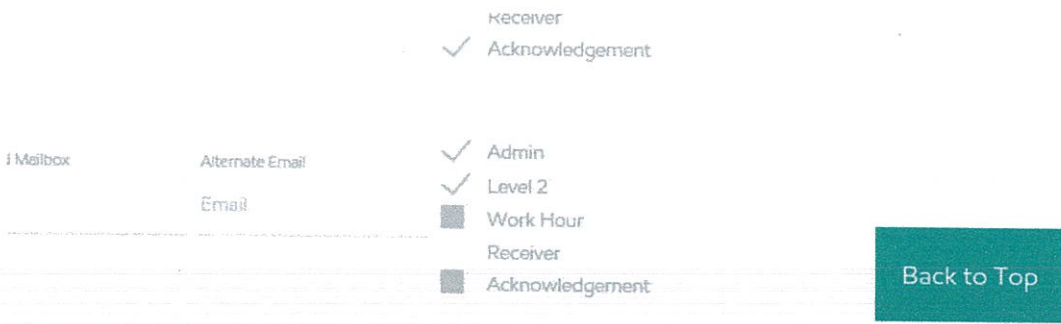 Receiver
Acknowledgement
Mailbox
Alternate Email
Email
Admin
Level 2
Work Hour
Receiver
Acknowledgement
Back to Top